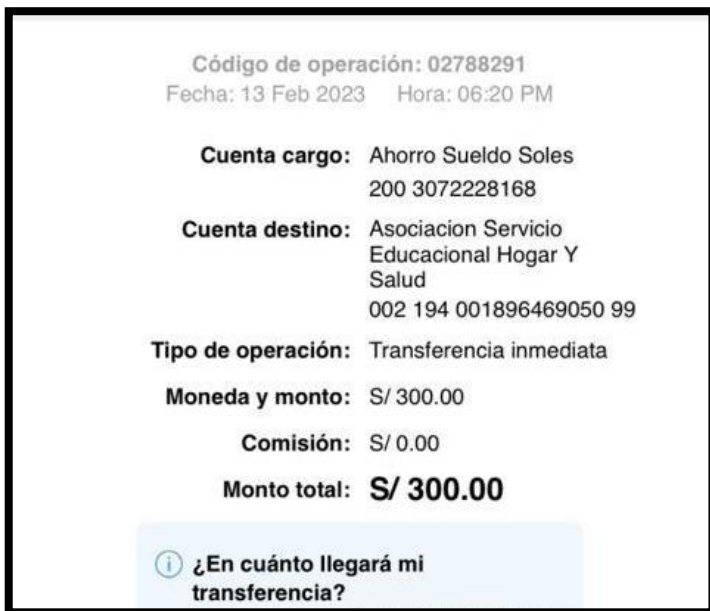 Código de operación: 02788291
Fecha: 13 Feb 2023 Hora: 06:20 PM
Cuenta cargo: Ahorro Sueldo Soles
200 3072228168
Cuenta destino: Asociacion Servicio
Educacional Hogar Y
Salud
002 194 001896469050 99
Tipo de operación: Transferencia inmediata
Moneda y monto: S/ 300.00
Comisión: S/ 0.00
Monto total: S/ 300.00
¿En cuánto llegará mi
transferencia?